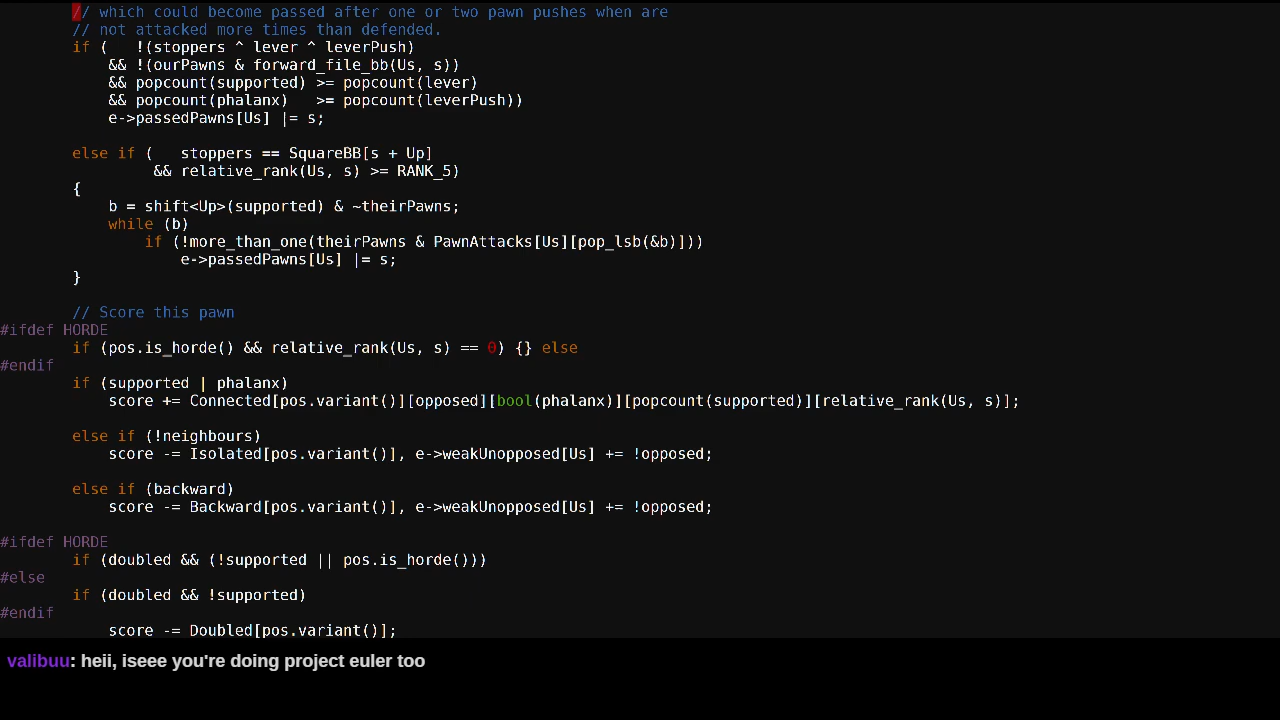 // which could become passed after one or two pawn pushes when are
// not attacked more times than defended.
if (   !(stoppers ^ lever ^ leverPush)
&& !(ourPawns & forward_file_bb(Us, s))
&& popcount(supported) >= popcount(lever)
&& popcount(phalanx)   >= popcount(leverPush))
e->passedPawns[Us] |= s;
else if (   stoppers == SquareBB[s + Up]
&& relative_rank(Us, s) >= RANK_5)
{
b = shift<Up>(supported) & ~theirPawns;
while (b)
if (!more_than_one(theirPawns & PawnAttacks[Us][pop_lsb(&b)]))
e->passedPawns[Us] |= s;
}
// Score this pawn
#ifdef HORDE
if (pos.is_horde() && relative_rank(Us, s) == 0) {} else
#endif
if (supported | phalanx)
score += Connected[pos.variant()][opposed][bool(phalanx)][popcount(supported)][relative_rank(Us, s)];
else if (!neighbours)
score -= Isolated[pos.variant()], e->weakUnopposed[Us] += !opposed;
else if (backward)
score -= Backward[pos.variant()], e->weakUnopposed[Us] += !opposed;
#ifdef HORDE
if (doubled && (!supported || pos.is_horde()))
#else
if (doubled && !supported)
#endif
score -= Doubled[pos.variant()];
valibuu: heii, iseee you're doing project euler too